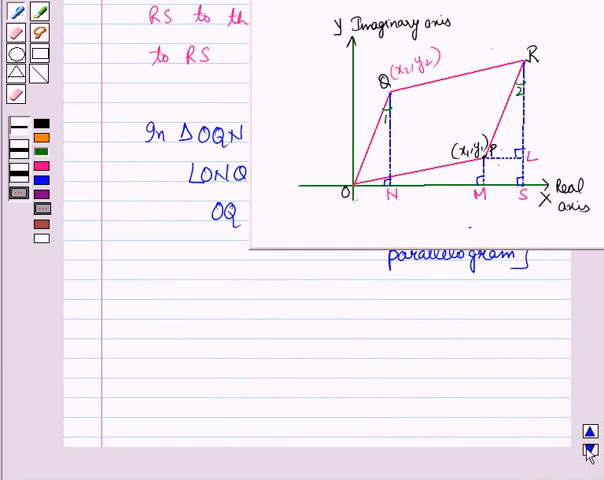 RS to th
to RS
In ΔOQN
∠ONQ
OQ
parallelogram]
Y Imaginary axis
Q (x₂,y₂)
R
1
2
(x₁,y₁) P
L
O
N
M
S
X
Real
axis